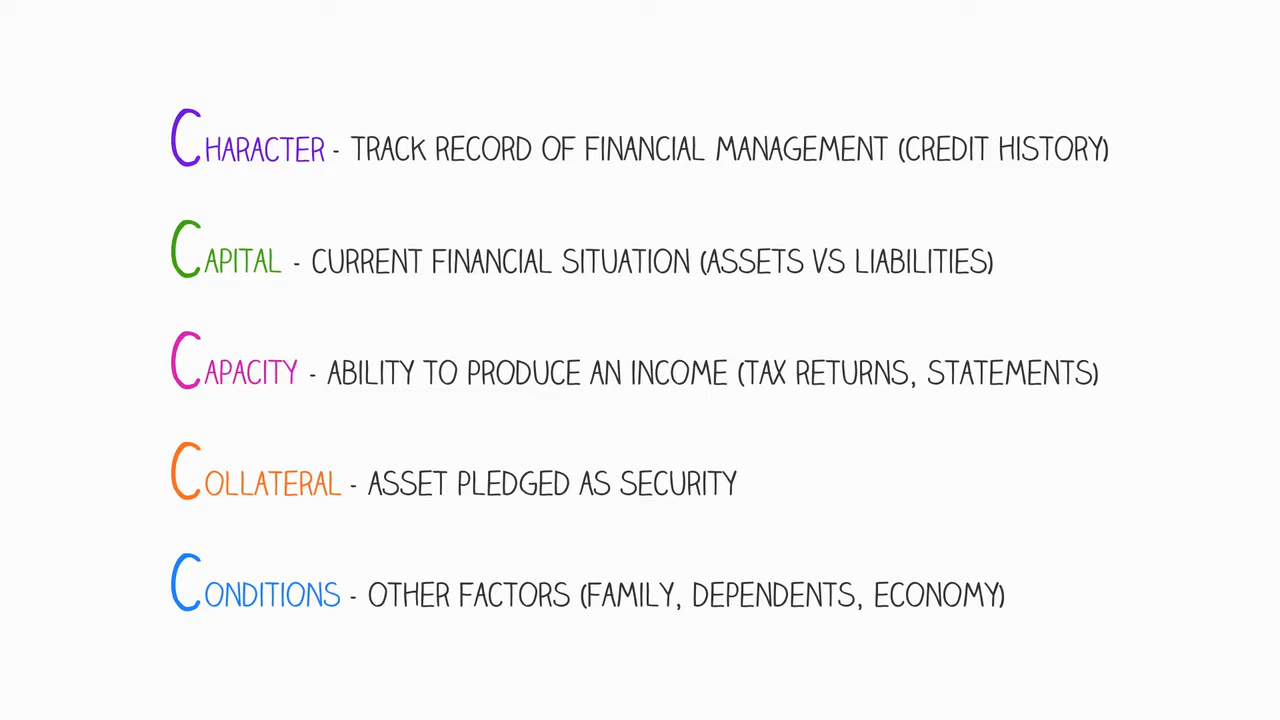 CHARACTER - TRACK RECORD OF FINANCIAL MANAGEMENT (CREDIT HISTORY)
CAPITAL - CURRENT FINANCIAL SITUATION (ASSETS VS LIABILITIES)
CAPACITY - ABILITY TO PRODUCE AN INCOME (TAX RETURNS, STATEMENTS)
COLLATERAL - ASSET PLEDGED AS SECURITY
CONDITIONS - OTHER FACTORS (FAMILY, DEPENDENTS, ECONOMY)